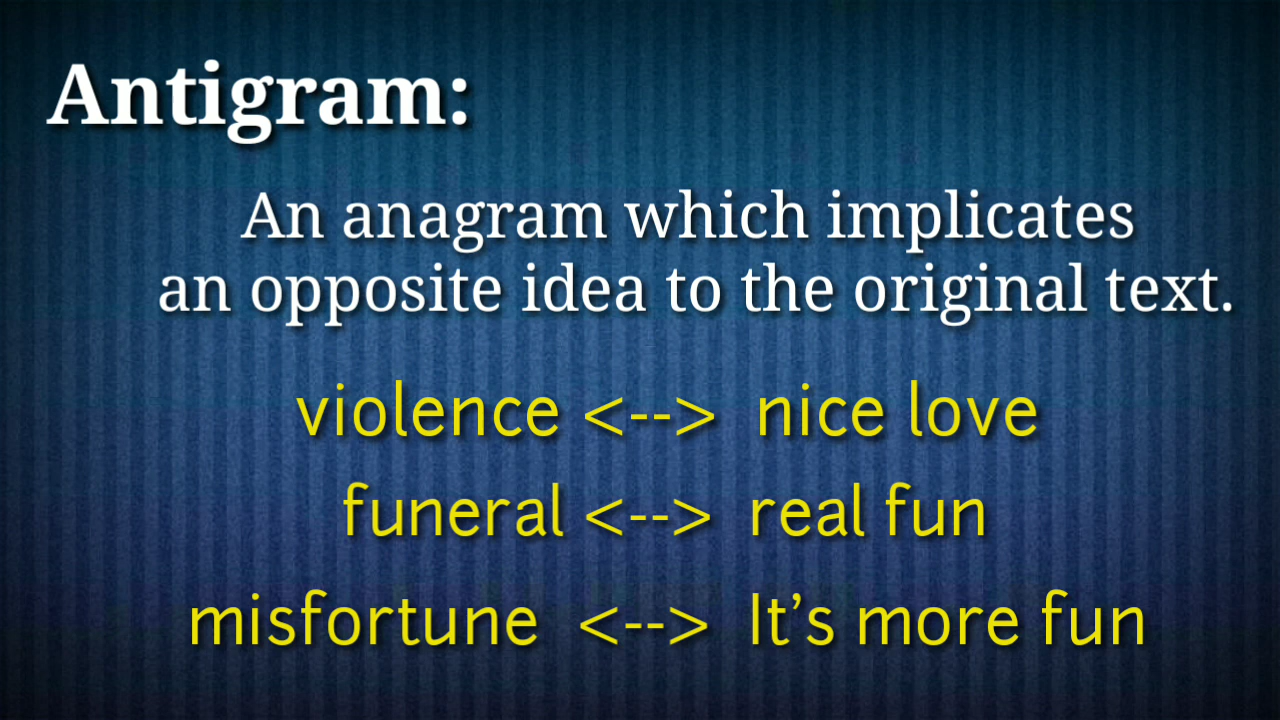 Antigram:
An anagram which implicates
an opposite idea to the original text.
violence <--> nice love
funeral <--> real fun
misfortune <--> It’s more fun